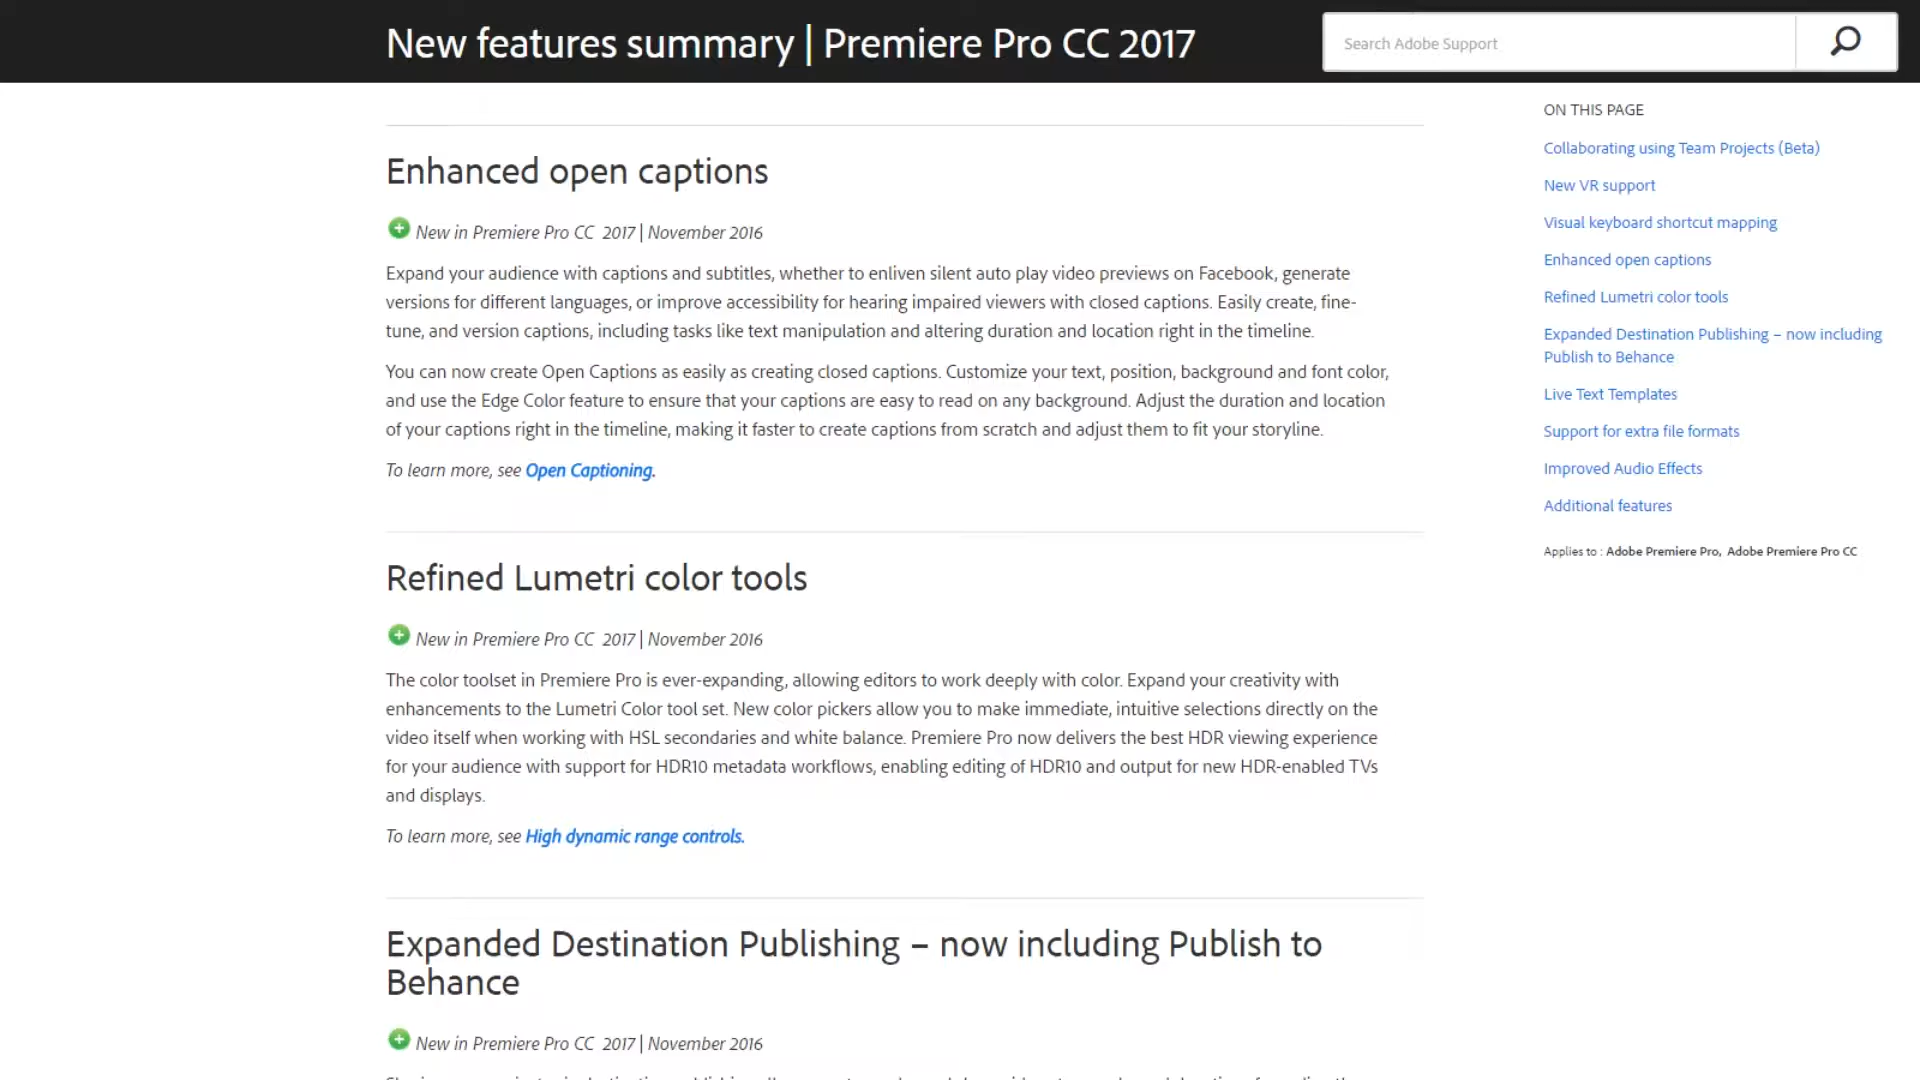 New features summary | Premiere Pro CC 2017
Search Adobe Support
ON THIS PAGE
Collaborating using Team Projects (Beta)
New VR support
Visual keyboard shortcut mapping
Enhanced open captions
Refined Lumetri color tools
Expanded Destination Publishing – now including
Publish to Behance
Live Text Templates
Support for extra file formats
Improved Audio Effects
Additional features
Applies to : Adobe Premiere Pro, Adobe Premiere Pro CC
Enhanced open captions
New in Premiere Pro CC 2017 | November 2016
Expand your audience with captions and subtitles, whether to enliven silent auto play video previews on Facebook, generate
versions for different languages, or improve accessibility for hearing impaired viewers with closed captions. Easily create, fine-
tune, and version captions, including tasks like text manipulation and altering duration and location right in the timeline.
You can now create Open Captions as easily as creating closed captions. Customize your text, position, background and font color,
and use the Edge Color feature to ensure that your captions are easy to read on any background. Adjust the duration and location
of your captions right in the timeline, making it faster to create captions from scratch and adjust them to fit your storyline.
To learn more, see Open Captioning.
Refined Lumetri color tools
New in Premiere Pro CC 2017 | November 2016
The color toolset in Premiere Pro is ever-expanding, allowing editors to work deeply with color. Expand your creativity with
enhancements to the Lumetri Color tool set. New color pickers allow you to make immediate, intuitive selections directly on the
video itself when working with HSL secondaries and white balance. Premiere Pro now delivers the best HDR viewing experience
for your audience with support for HDR10 metadata workflows, enabling editing of HDR10 and output for new HDR-enabled TVs
and displays.
To learn more, see High dynamic range controls.
Expanded Destination Publishing – now including Publish to
Behance
New in Premiere Pro CC 2017 | November 2016